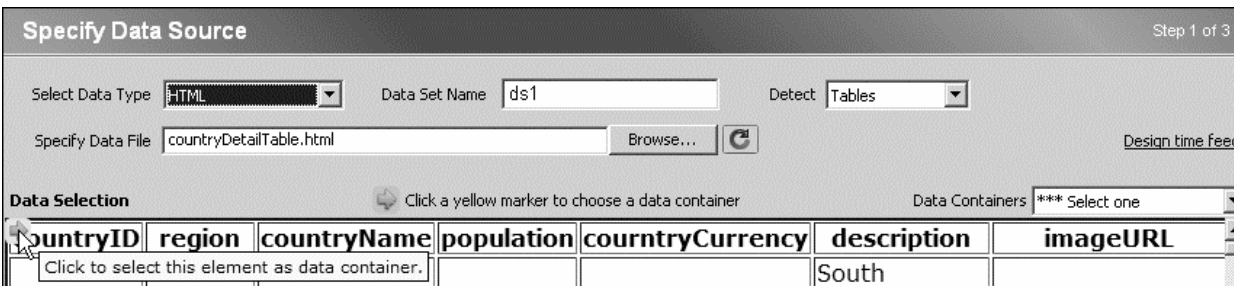 Specify Data Source Step 1 of 3
Select Data Type HTML Data Set Name ds1 Detect Tables
Specify Data File countryDetailTable.html Browse... Design time feed
Data Selection Click a yellow marker to choose a data container Data Containers *** Select one
ountryID region countryName population courntryCurrency description imageURL
Click to select this element as data container.
South